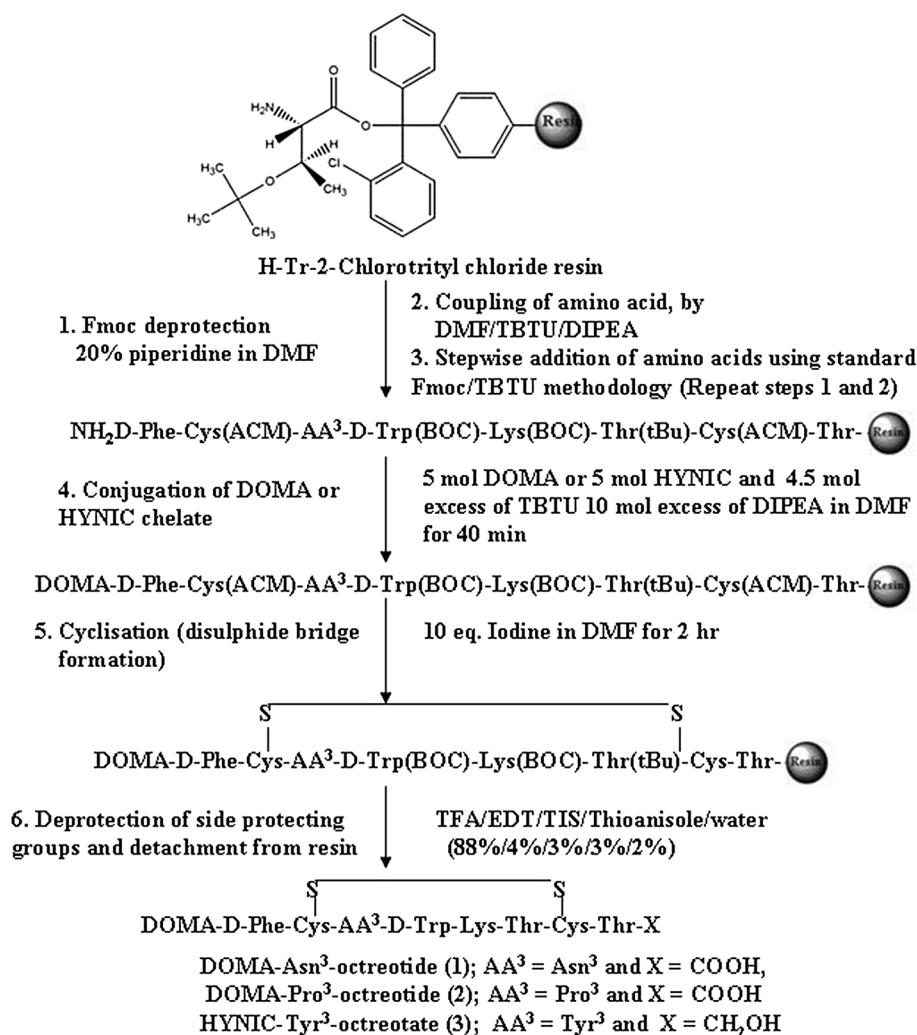 O
H₂N
O
Resin
H
H
Cl
H₃C
O
CH₃
H₃C
CH₃
H-Tr-2-Chlorotrityl chloride resin
1. Fmoc deprotection
20% piperidine in DMF
2. Coupling of amino acid, by
DMF/TBTU/DIPEA
3. Stepwise addition of amino acids using standard
Fmoc/TBTU methodology (Repeat steps 1 and 2)
NH₂D-Phe-Cys(ACM)-AA³-D-Trp(BOC)-Lys(BOC)-Thr(tBu)-Cys(ACM)-Thr- Resin
4. Conjugation of DOMA or
HYNIC chelate
5 mol DOMA or 5 mol HYNIC and 4.5 mol
excess of TBTU 10 mol excess of DIPEA in DMF
for 40 min
DOMA-D-Phe-Cys(ACM)-AA³-D-Trp(BOC)-Lys(BOC)-Thr(tBu)-Cys(ACM)-Thr- Resin
5. Cyclisation (disulphide bridge
formation)
10 eq. Iodine in DMF for 2 hr
S S
DOMA-D-Phe-Cys-AA³-D-Trp(BOC)-Lys(BOC)-Thr(tBu)-Cys-Thr- Resin
6. Deprotection of side protecting
groups and detachment from resin
TFA/EDT/TIS/Thioanisole/water
(88%/4%/3%/3%/2%)
S S
DOMA-D-Phe-Cys-AA³-D-Trp-Lys-Thr-Cys-Thr-X
DOMA-Asn³-octreotide (1); AA³ = Asn³ and X = COOH,
DOMA-Pro³-octreotide (2); AA³ = Pro³ and X = COOH
HYNIC-Tyr³-octreotate (3); AA³ = Tyr³ and X = CH₂OH